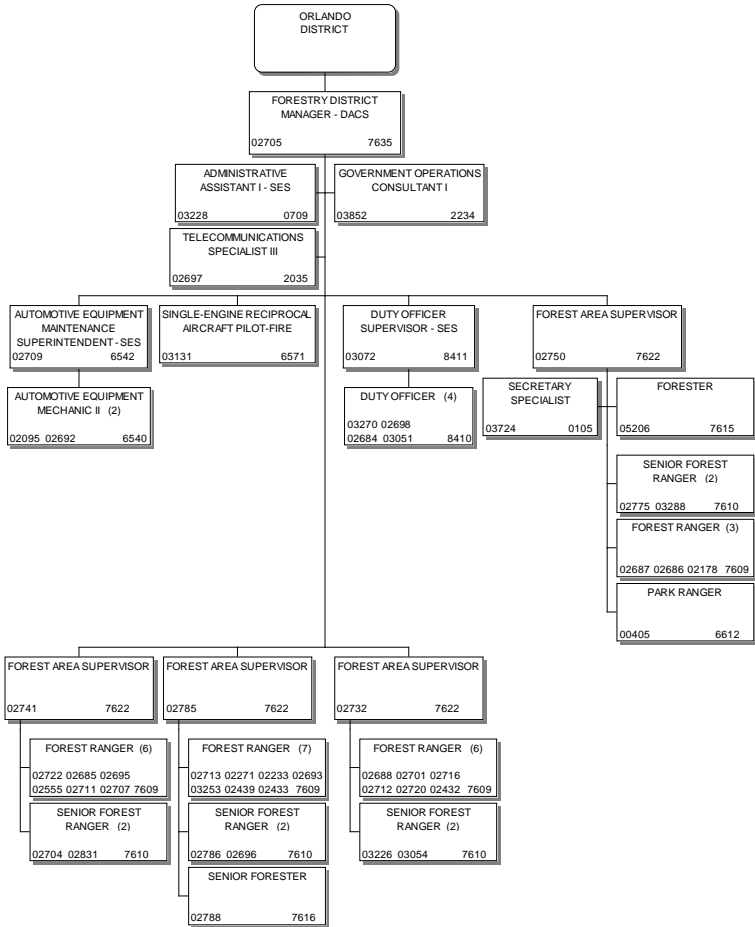 ORLANDO
DISTRICT
FORESTRY DISTRICT
MANAGER - DACS
02705 7635
ADMINISTRATIVE
ASSISTANT I - SES
03228 0709
GOVERNMENT OPERATIONS
CONSULTANT I
03852 2234
TELECOMMUNICATIONS
SPECIALIST III
02697 2035
AUTOMOTIVE EQUIPMENT
MAINTENANCE
SUPERINTENDENT - SES
02709 6542
SINGLE-ENGINE RECIPROCAL
AIRCRAFT PILOT-FIRE
03131 6571
DUTY OFFICER
SUPERVISOR - SES
03072 8411
FOREST AREA SUPERVISOR
02750 7622
AUTOMOTIVE EQUIPMENT
MECHANIC II (2)
02095 02692 6540
DUTY OFFICER (4)
03270 02698
02684 03051 8410
SECRETARY
SPECIALIST
03724 0105
FORESTER
05206 7615
SENIOR FOREST
RANGER (2)
02775 03288 7610
FOREST RANGER (3)
02687 02686 02178 7609
PARK RANGER
00405 6612
FOREST AREA SUPERVISOR
02741 7622
FOREST AREA SUPERVISOR
02785 7622
FOREST AREA SUPERVISOR
02732 7622
FOREST RANGER (6)
02722 02685 02695
02555 02711 02707 7609
FOREST RANGER (7)
02713 02271 02233 02693
03253 02439 02433 7609
FOREST RANGER (6)
02688 02701 02716
02712 02720 02432 7609
SENIOR FOREST
RANGER (2)
02704 02831 7610
SENIOR FOREST
RANGER (2)
02786 02696 7610
SENIOR FOREST
RANGER (2)
03226 03054 7610
SENIOR FORESTER
02788 7616